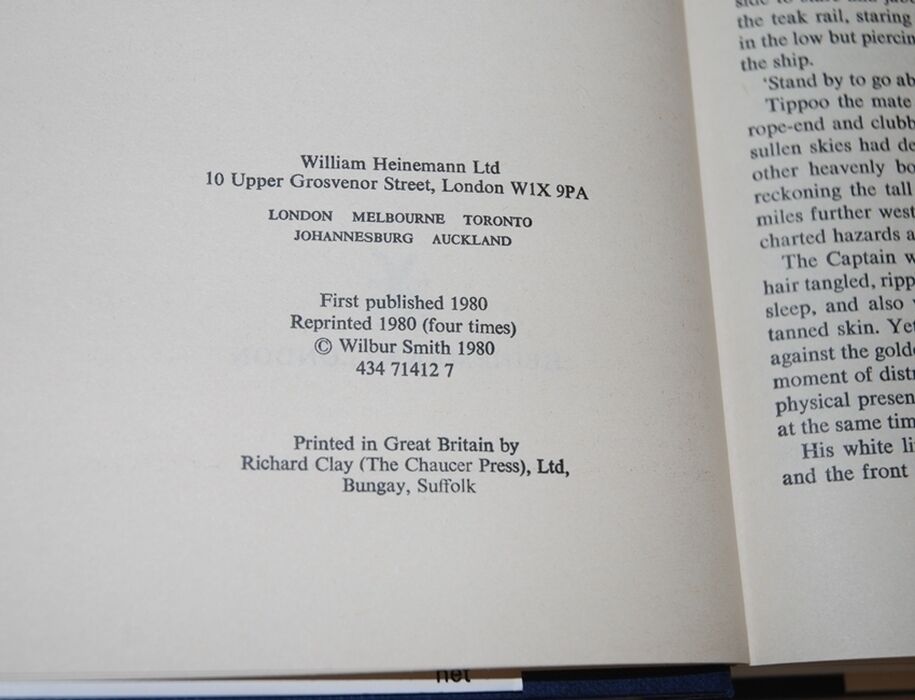 William Heinemann Ltd
10 Upper Grosvenor Street, London W1X 9PA
LONDON MELBOURNE TORONTO
JOHANNESBURG AUCKLAND
First published 1980
Reprinted 1980 (four times)
© Wilbur Smith 1980
434 71412 7
Printed in Great Britain by
Richard Clay (The Chaucer Press), Ltd,
Bungay, Suffolk
the teak rail, staring
in the low but piercin
the ship.
'Stand by to go ab
Tippoo the mate
rope-end and clubb
sullen skies had de
other heavenly bo
reckoning the tall
miles further west
charted hazards a
The Captain w
hair tangled, ripp
sleep, and also
tanned skin. Yet
against the golde
moment of distr
physical presen
at the same tim
His white li
and the front
net